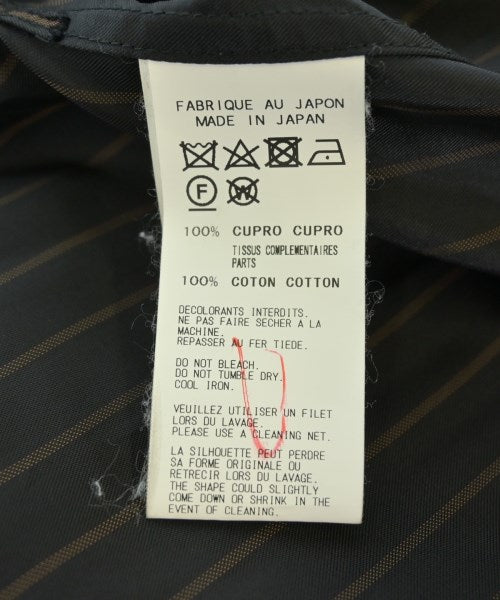 FABRIQUE AU JAPON
MADE IN JAPAN
F W
100% CUPRO CUPRO
TISSUS COMPLEMENTAIRES
PARTS
100% COTON COTTON
DECOLORANTS INTERDITS.
NE PAS FAIRE SECHER A LA
MACHINE.
REPASSER AU FER TIEDE.
DO NOT BLEACH.
DO NOT TUMBLE DRY.
COOL IRON.
VEUILLEZ UTILISER UN FILET
LORS DU LAVAGE.
PLEASE USE A CLEANING NET.
LA SILHOUETTE PEUT PERDRE
SA FORME ORIGINALE OU
RETRECIR LORS DU LAVAGE.
THE SHAPE COULD SLIGHTLY
COME DOWN OR SHRINK IN THE
EVENT OF CLEANING.